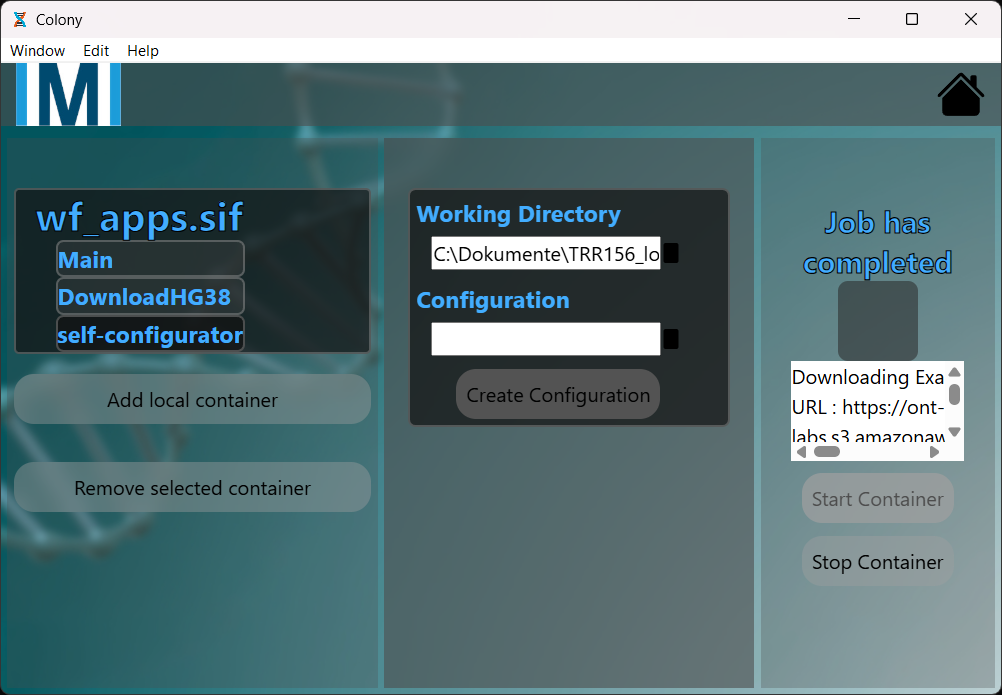 Colony
Window Edit Help
M
wf_apps.sif
Main
DownloadHG38
self-configurator
Add local container
Remove selected container
Working Directory
C:\Dokumente\TRR156_lo
Configuration
Create Configuration
Job has
completed
Downloading Exa
URL : https://ont-
labs.s3.amazonaw
Start Container
Stop Container